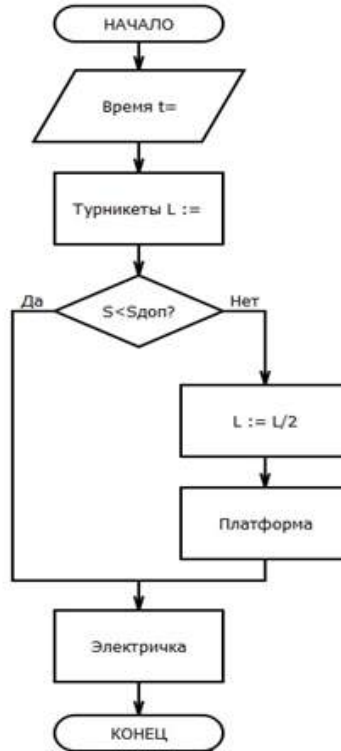 НАЧАЛО
Время t=
Турникеты L :=
Да
S<Sдоп?
Нет
L := L/2
Платформа
Электричка
КОНЕЦ